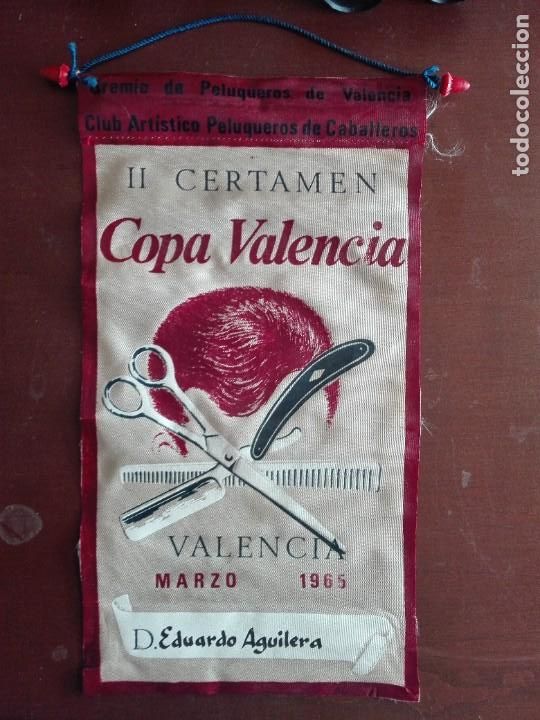 Gremio de Peluqueros de Valencia
Club Artistico Peluqueros de Caballeros
II CERTAMEN
Copa Valencia
VALENCIA
MARZO 1965
D. Eduardo Aguilera
todocoleccion.net